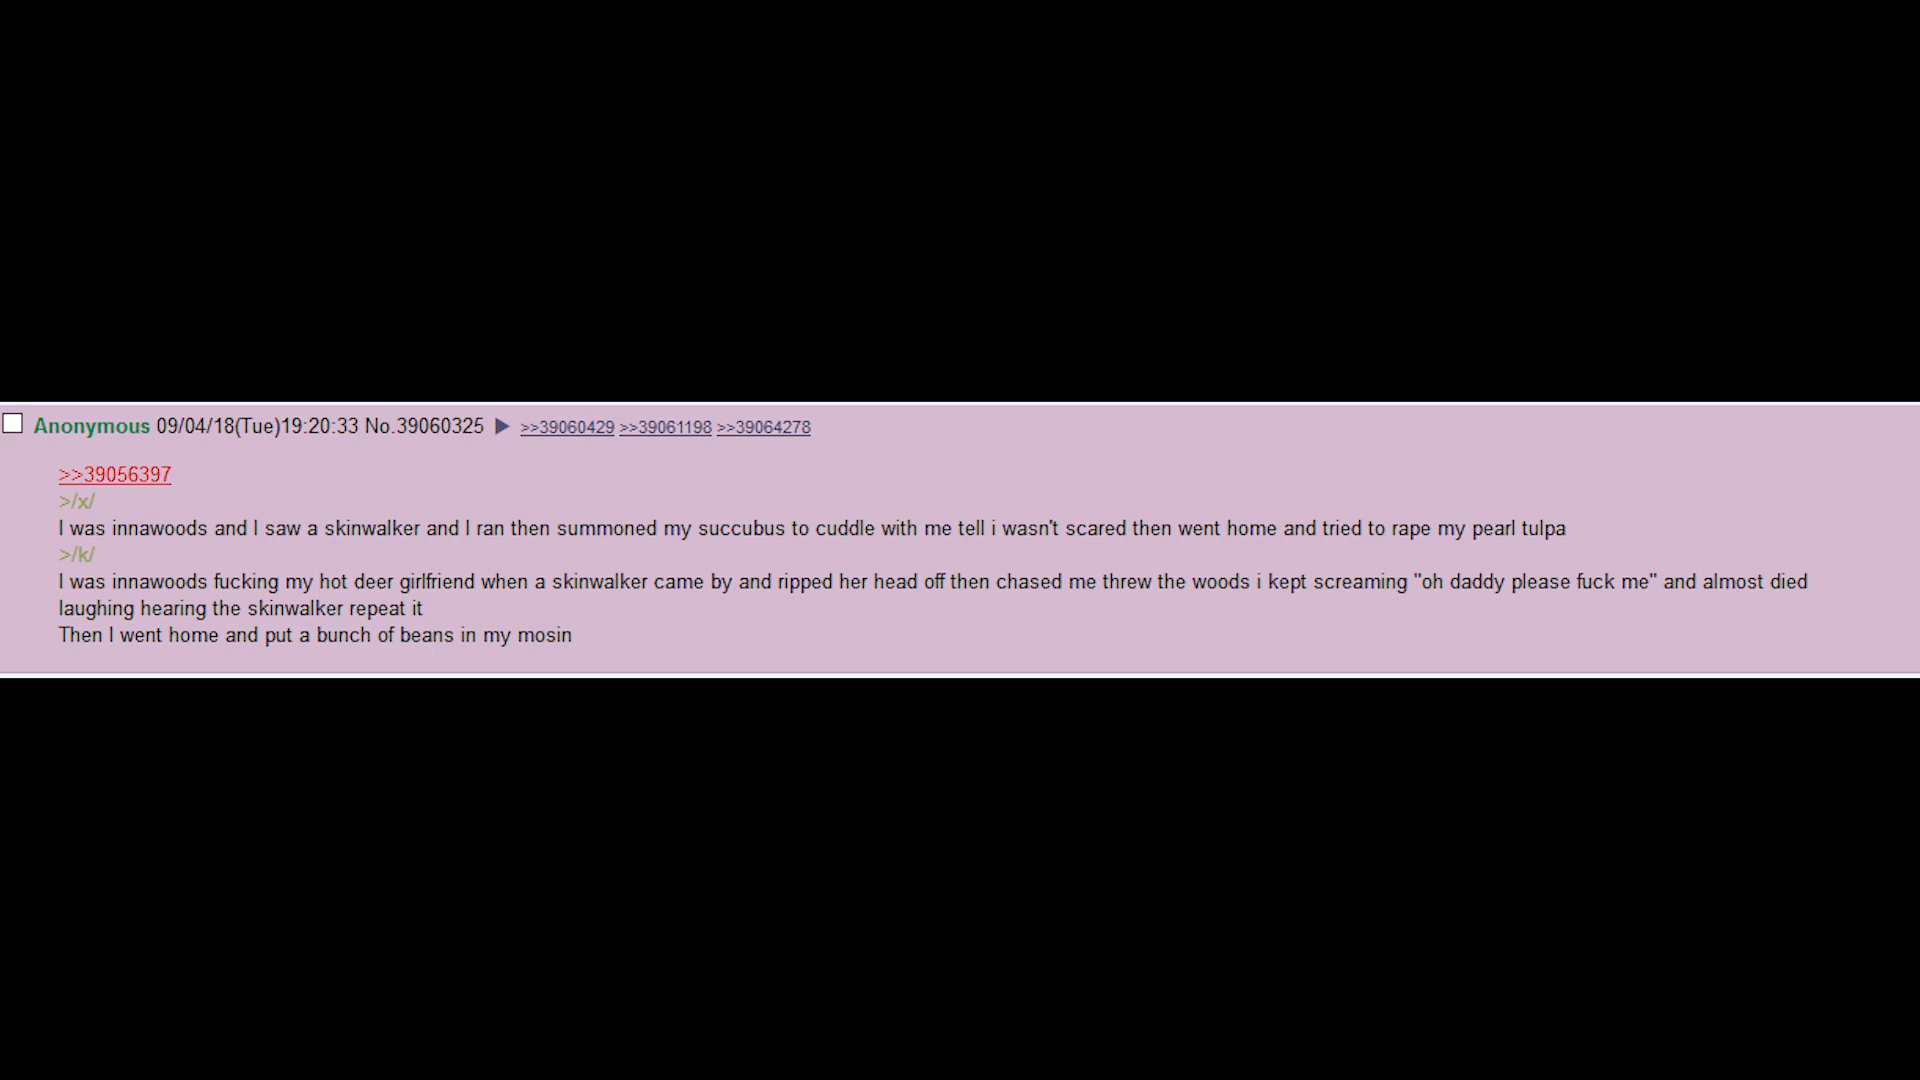 Anonymous 09/04/18(Tue)19:20:33 No.39060325 ▶ >>39060429 >>39061198 >>39064278
>>39056397
>/x/
I was innawoods and I saw a skinwalker and I ran then summoned my succubus to cuddle with me tell i wasn't scared then went home and tried to rape my pearl tulpa
>/k/
I was innawoods fucking my hot deer girlfriend when a skinwalker came by and ripped her head off then chased me threw the woods i kept screaming "oh daddy please fuck me" and almost died
laughing hearing the skinwalker repeat it
Then I went home and put a bunch of beans in my mosin